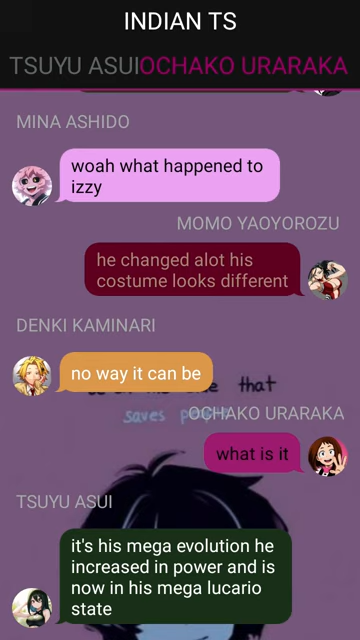 INDIAN TS
TSUYU ASUI OCHAKO URARAKA
MINA ASHIDO
woah what happened to
izzy
MOMO YAOYOROZU
he changed alot his
costume looks different
DENKI KAMINARI
no way it can be
that
saves
OCHAKO URARAKA
what is it
TSUYU ASUI
it's his mega evolution he
increased in power and is
now in his mega lucario
state